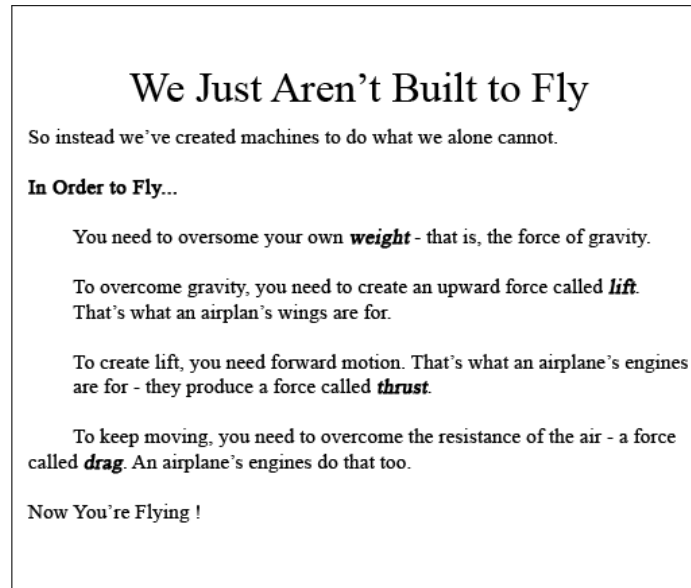 We Just Aren't Built to Fly
So instead we've created machines to do what we alone cannot.
In Order to Fly...
You need to oversome your own weight - that is, the force of gravity.
To overcome gravity, you need to create an upward force called lift.
That's what an airplan's wings are for.
To create lift, you need forward motion. That's what an airplane's engines
are for - they produce a force called thrust.
To keep moving, you need to overcome the resistance of the air - a force
called drag. An airplane's engines do that too.
Now You're Flying !